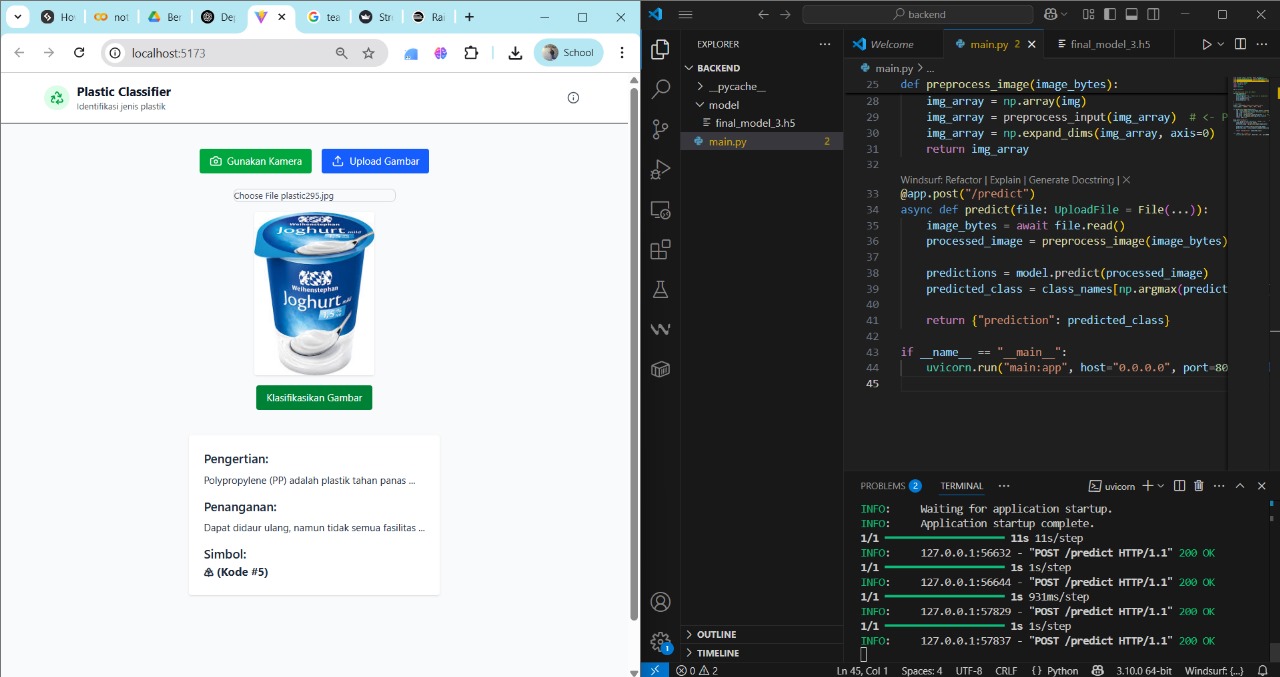 Ho
not
Ber
Dep
tea
Str
Rai
localhost:5173
School
Plastic Classifier
Identifikasi jenis plastik
Gunakan Kamera
Upload Gambar
Choose File plastic295.jpg
Weihenstephan
Joghurt mild
Weihenstephan
Joghurt mild
1,5%
Klasifikasikan Gambar
Pengertian:
Polypropylene (PP) adalah plastik tahan panas ...
Penanganan:
Dapat didaur ulang, namun tidak semua fasilitas ...
Simbol:
(Kode #5)
backend
EXPLORER
BACKEND
__pycache__
model
final_model_3.h5
main.py 2
OUTLINE
TIMELINE
Welcome
main.py 2
final_model_3.h5
main.py > ...
25 def preprocess_image(image_bytes):
28 img_array = np.array(img)
29 img_array = preprocess_input(img_array) # <- P
30 img_array = np.expand_dims(img_array, axis=0)
31 return img_array
32
Windsurf: Refactor | Explain | Generate Docstring | X
33 @app.post("/predict")
34 async def predict(file: UploadFile = File(...)):
35 image_bytes = await file.read()
36 processed_image = preprocess_image(image_bytes)
37
38 predictions = model.predict(processed_image)
39 predicted_class = class_names[np.argmax(predict
40
41 return {"prediction": predicted_class}
42
43 if __name__ == "__main__":
44 uvicorn.run("main:app", host="0.0.0.0", port=80
45
PROBLEMS 2 TERMINAL ... uvicorn
INFO: Waiting for application startup.
INFO: Application startup complete.
1/1 11s 11s/step
INFO: 127.0.0.1:56632 - "POST /predict HTTP/1.1" 200 OK
1/1 1s 1s/step
INFO: 127.0.0.1:56644 - "POST /predict HTTP/1.1" 200 OK
1/1 1s 931ms/step
INFO: 127.0.0.1:57829 - "POST /predict HTTP/1.1" 200 OK
1/1 1s 1s/step
INFO: 127.0.0.1:57837 - "POST /predict HTTP/1.1" 200 OK
1
0 2 Ln 45, Col 1 Spaces: 4 UTF-8 CRLF {} Python 3.10.0 64-bit Windsurf: {...}